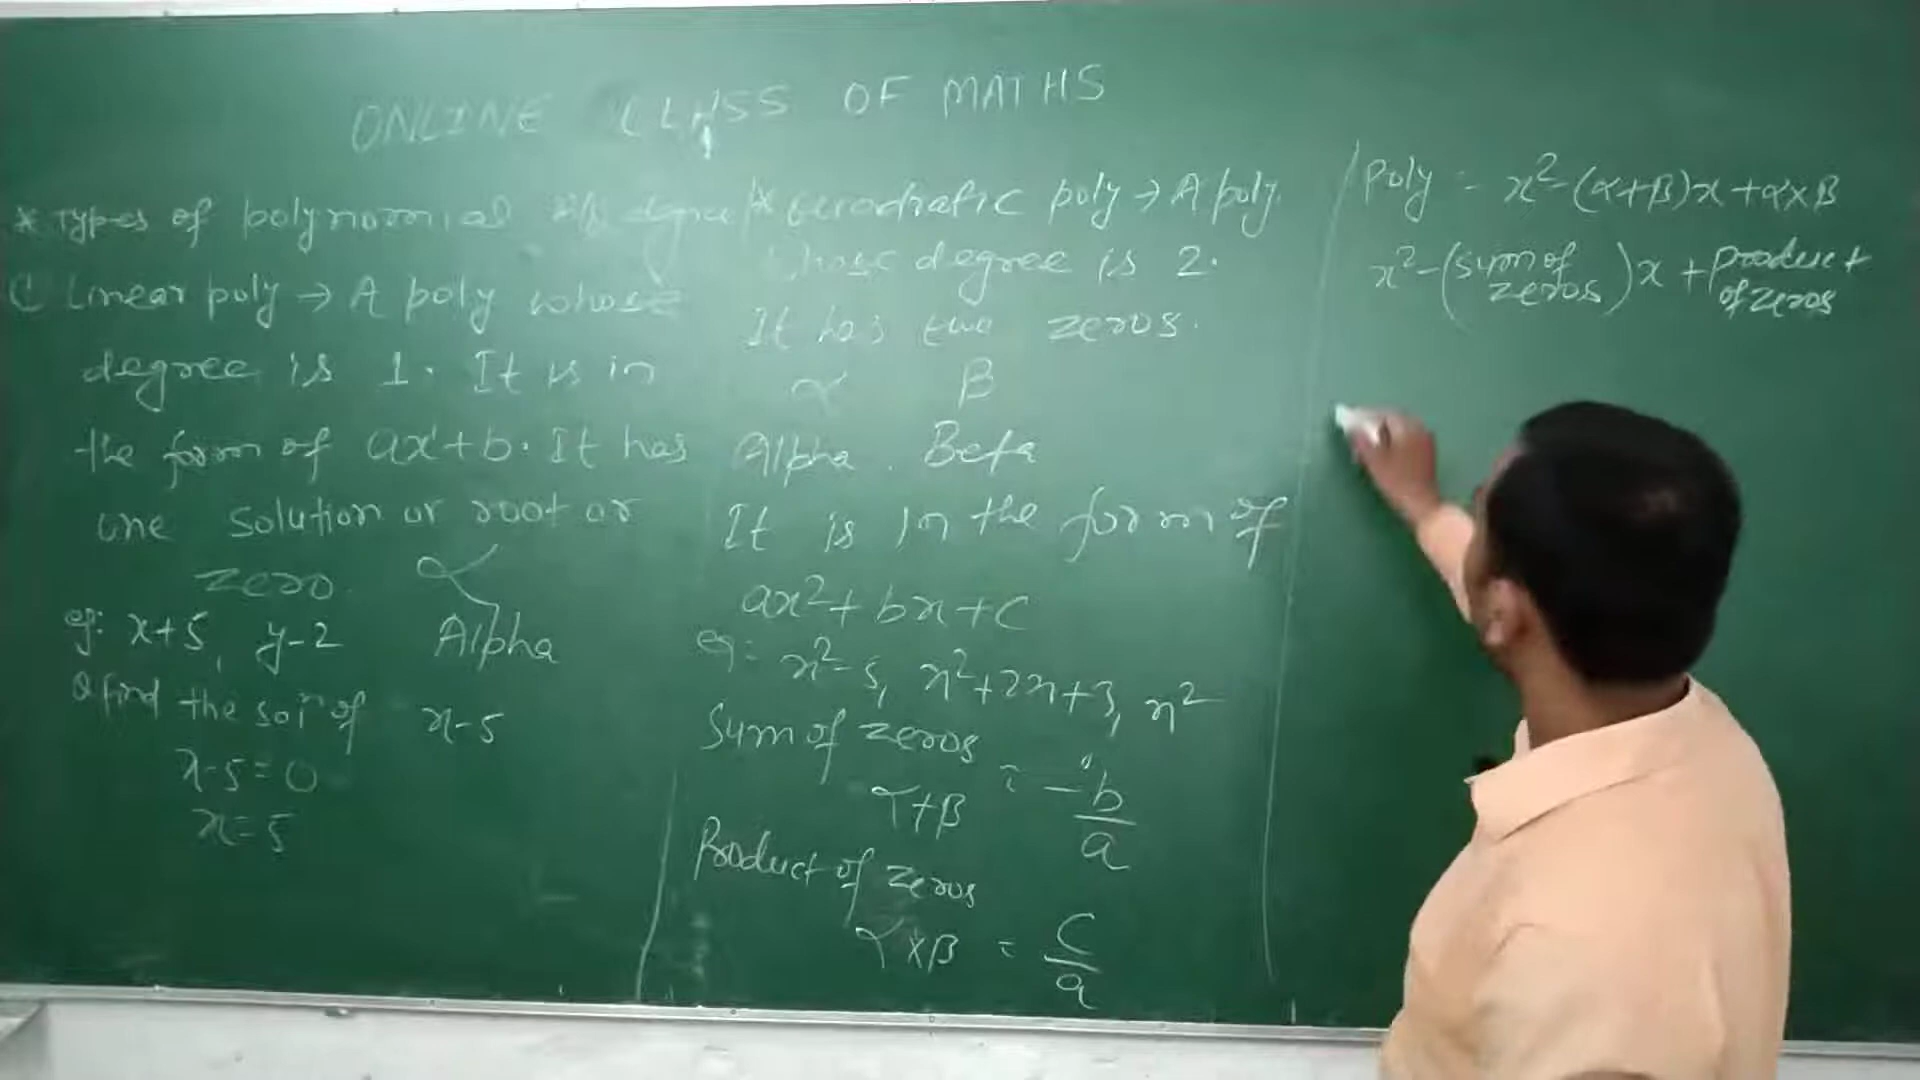 ONLINE CLASS OF MATHS
* Types of polynomial degree
Linear poly → A poly whose
degree is 1. It is in
the form of ax+b. It has
one solution or root or
zero. α
eg: x+5, y-2 Alpha
Q find the sol^n of x-5
x-5=0
x=5
* Quadratic poly → A poly.
whose degree is 2.
It has two zeros.
α β
Alpha . Beta
It is in the form of
ax²+bx+c
eg:- x²-5, x²+2x+3, x²
Sum of zeros
α+β = -b/a
Product of zeros
α×β = c/a
Poly :- x²-(α+β)x+α×β
x²-(sum of zeros)x + product of zeros